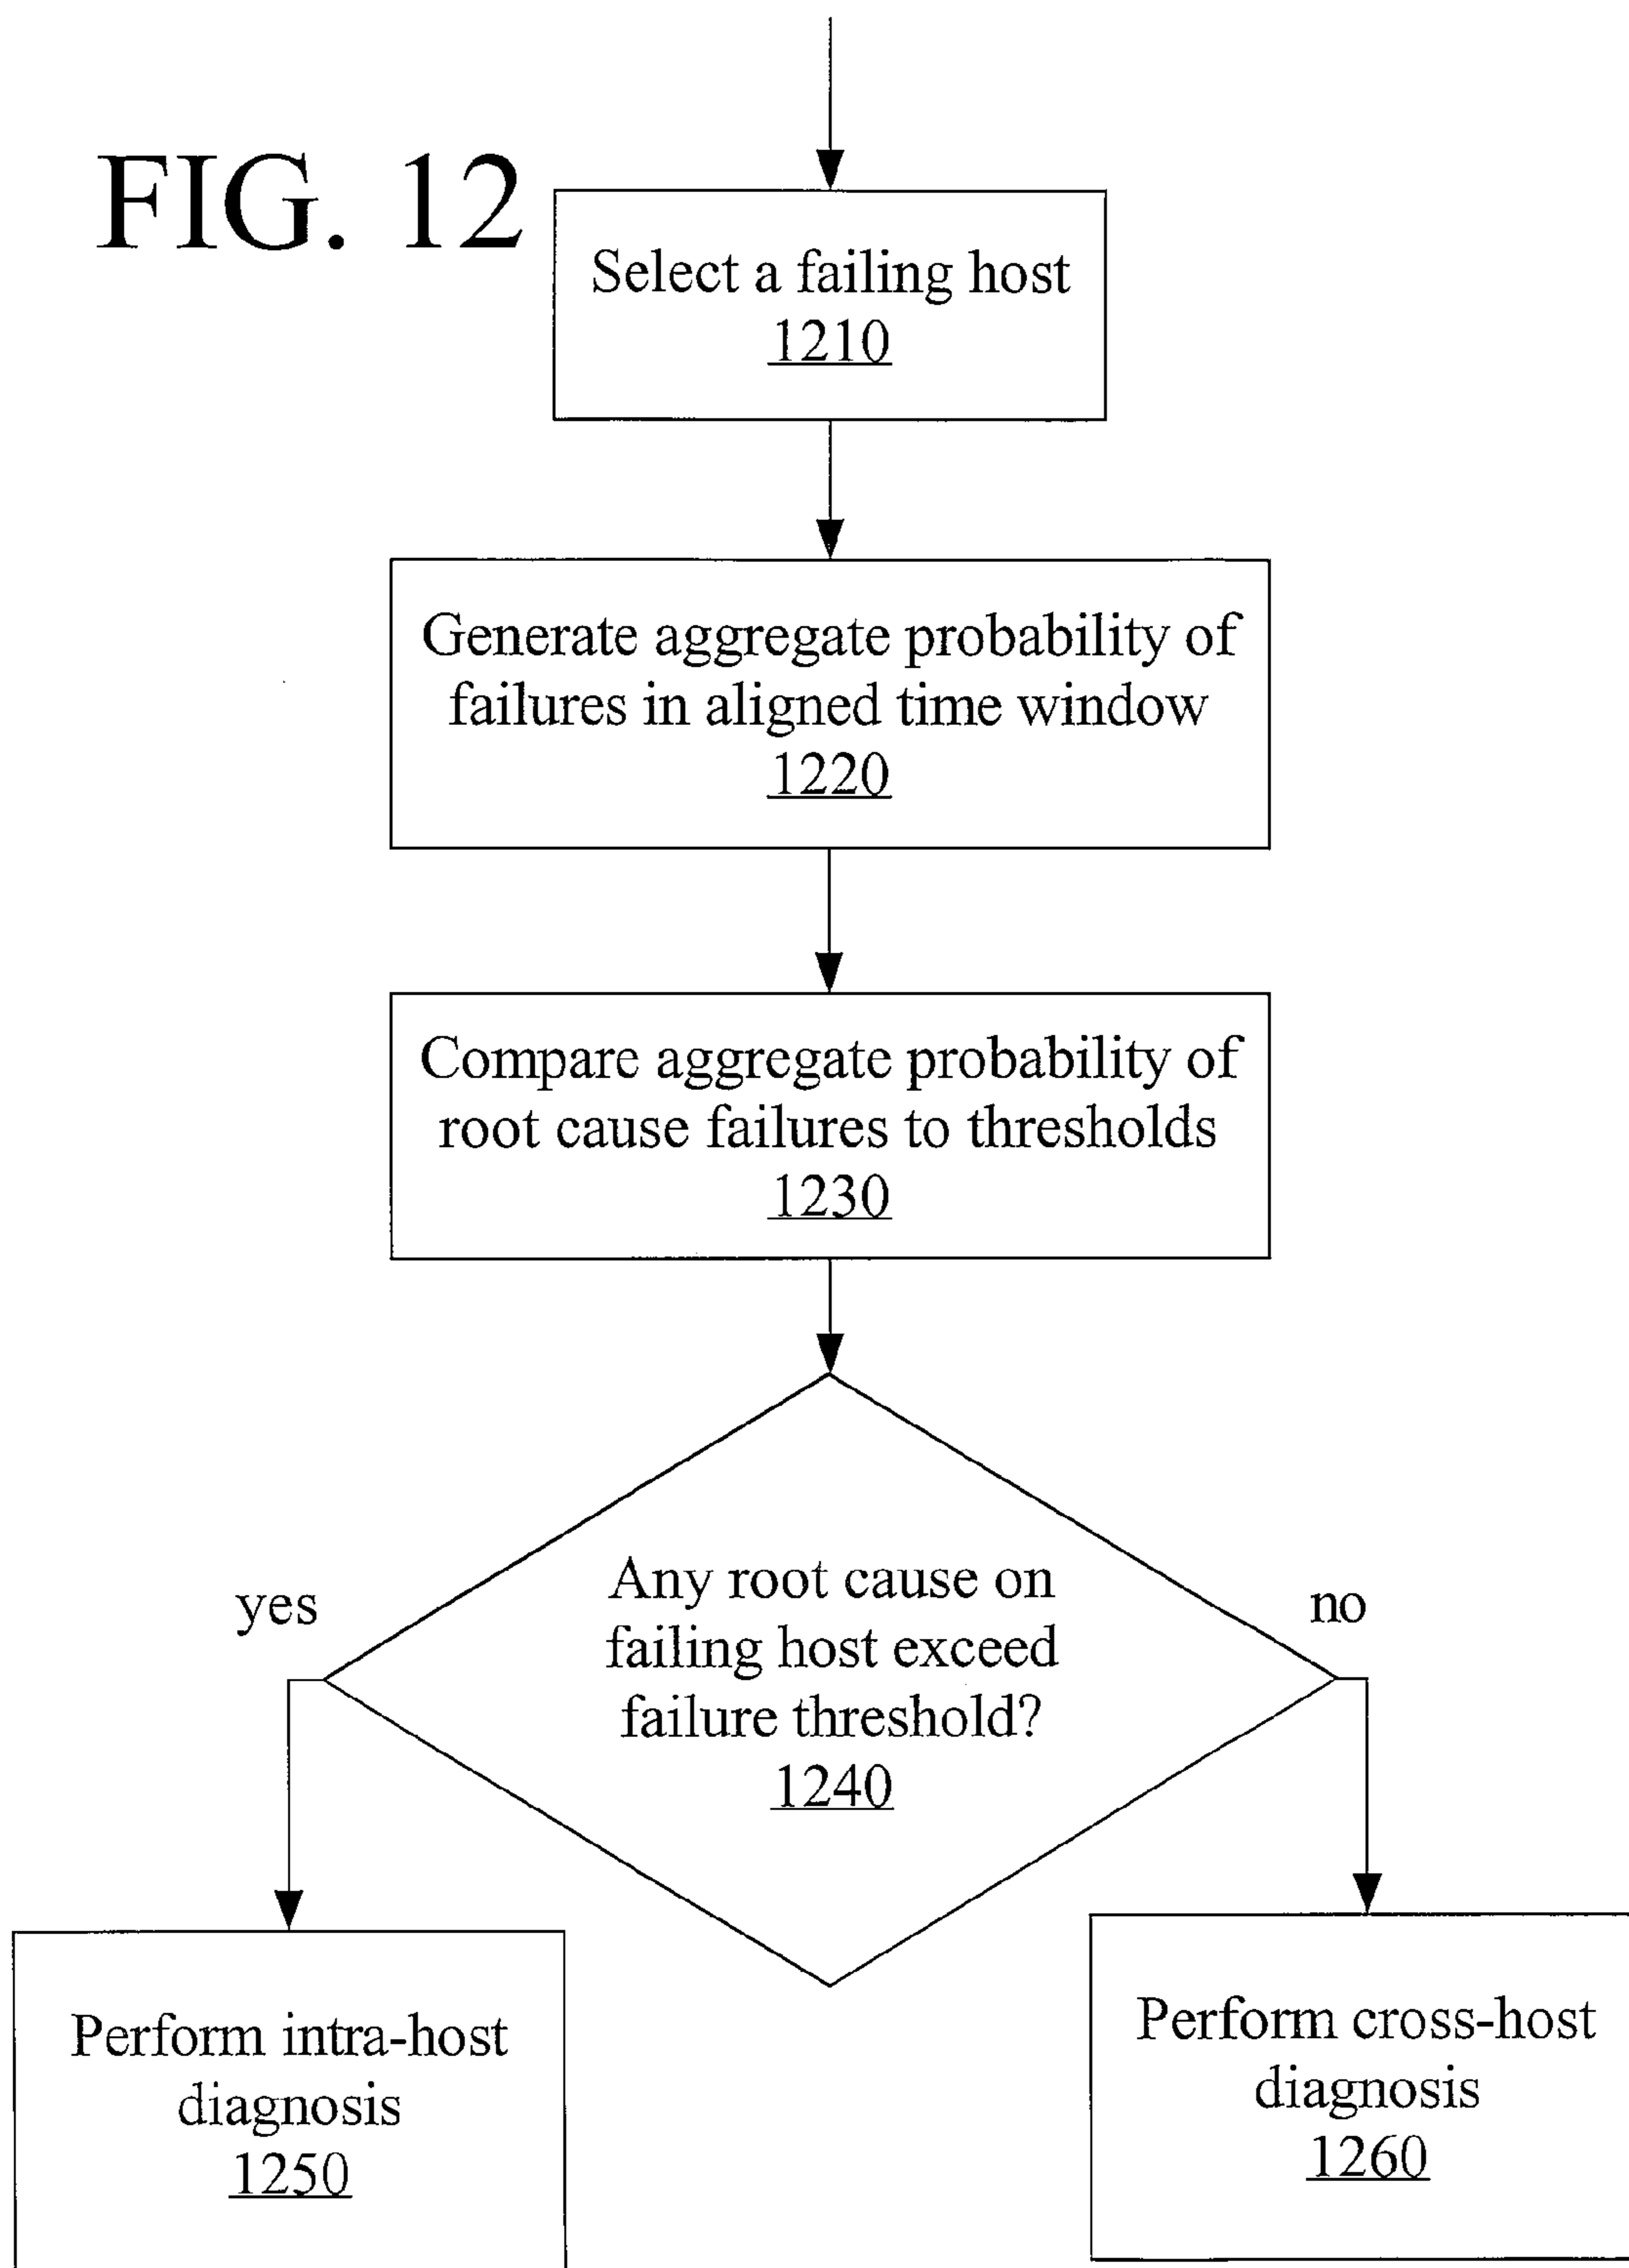 FIG. 12
Select a failing host
1210
Generate aggregate probability of
failures in aligned time window
1220
Compare aggregate probability of
root cause failures to thresholds
1230
Any root cause on
failing host exceed
failure threshold?
1240
yes
no
Perform intra-host
diagnosis
1250
Perform cross-host
diagnosis
1260